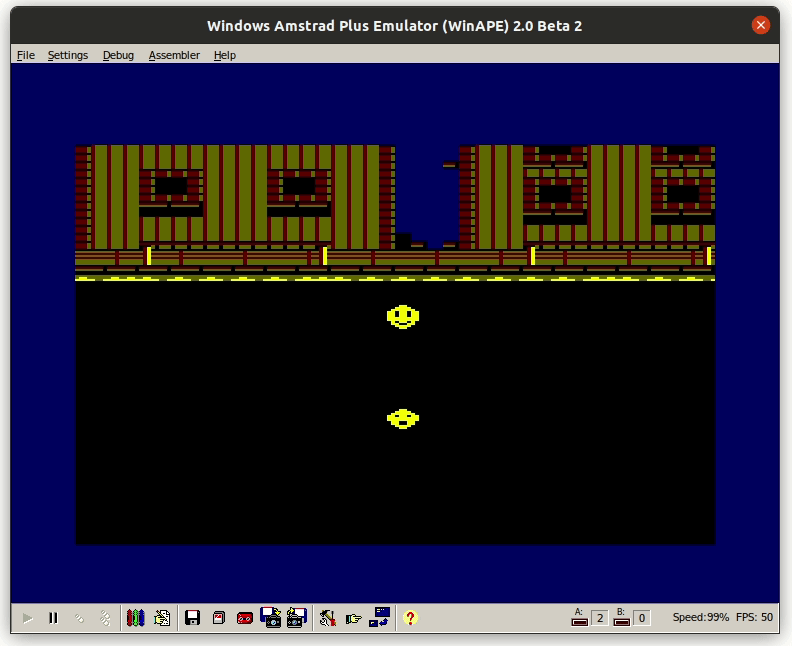 Windows Amstrad Plus Emulator (WinAPE) 2.0 Beta 2
File Settings Debug Assembler Help
A: 2 B: 0 Speed:99% FPS: 50